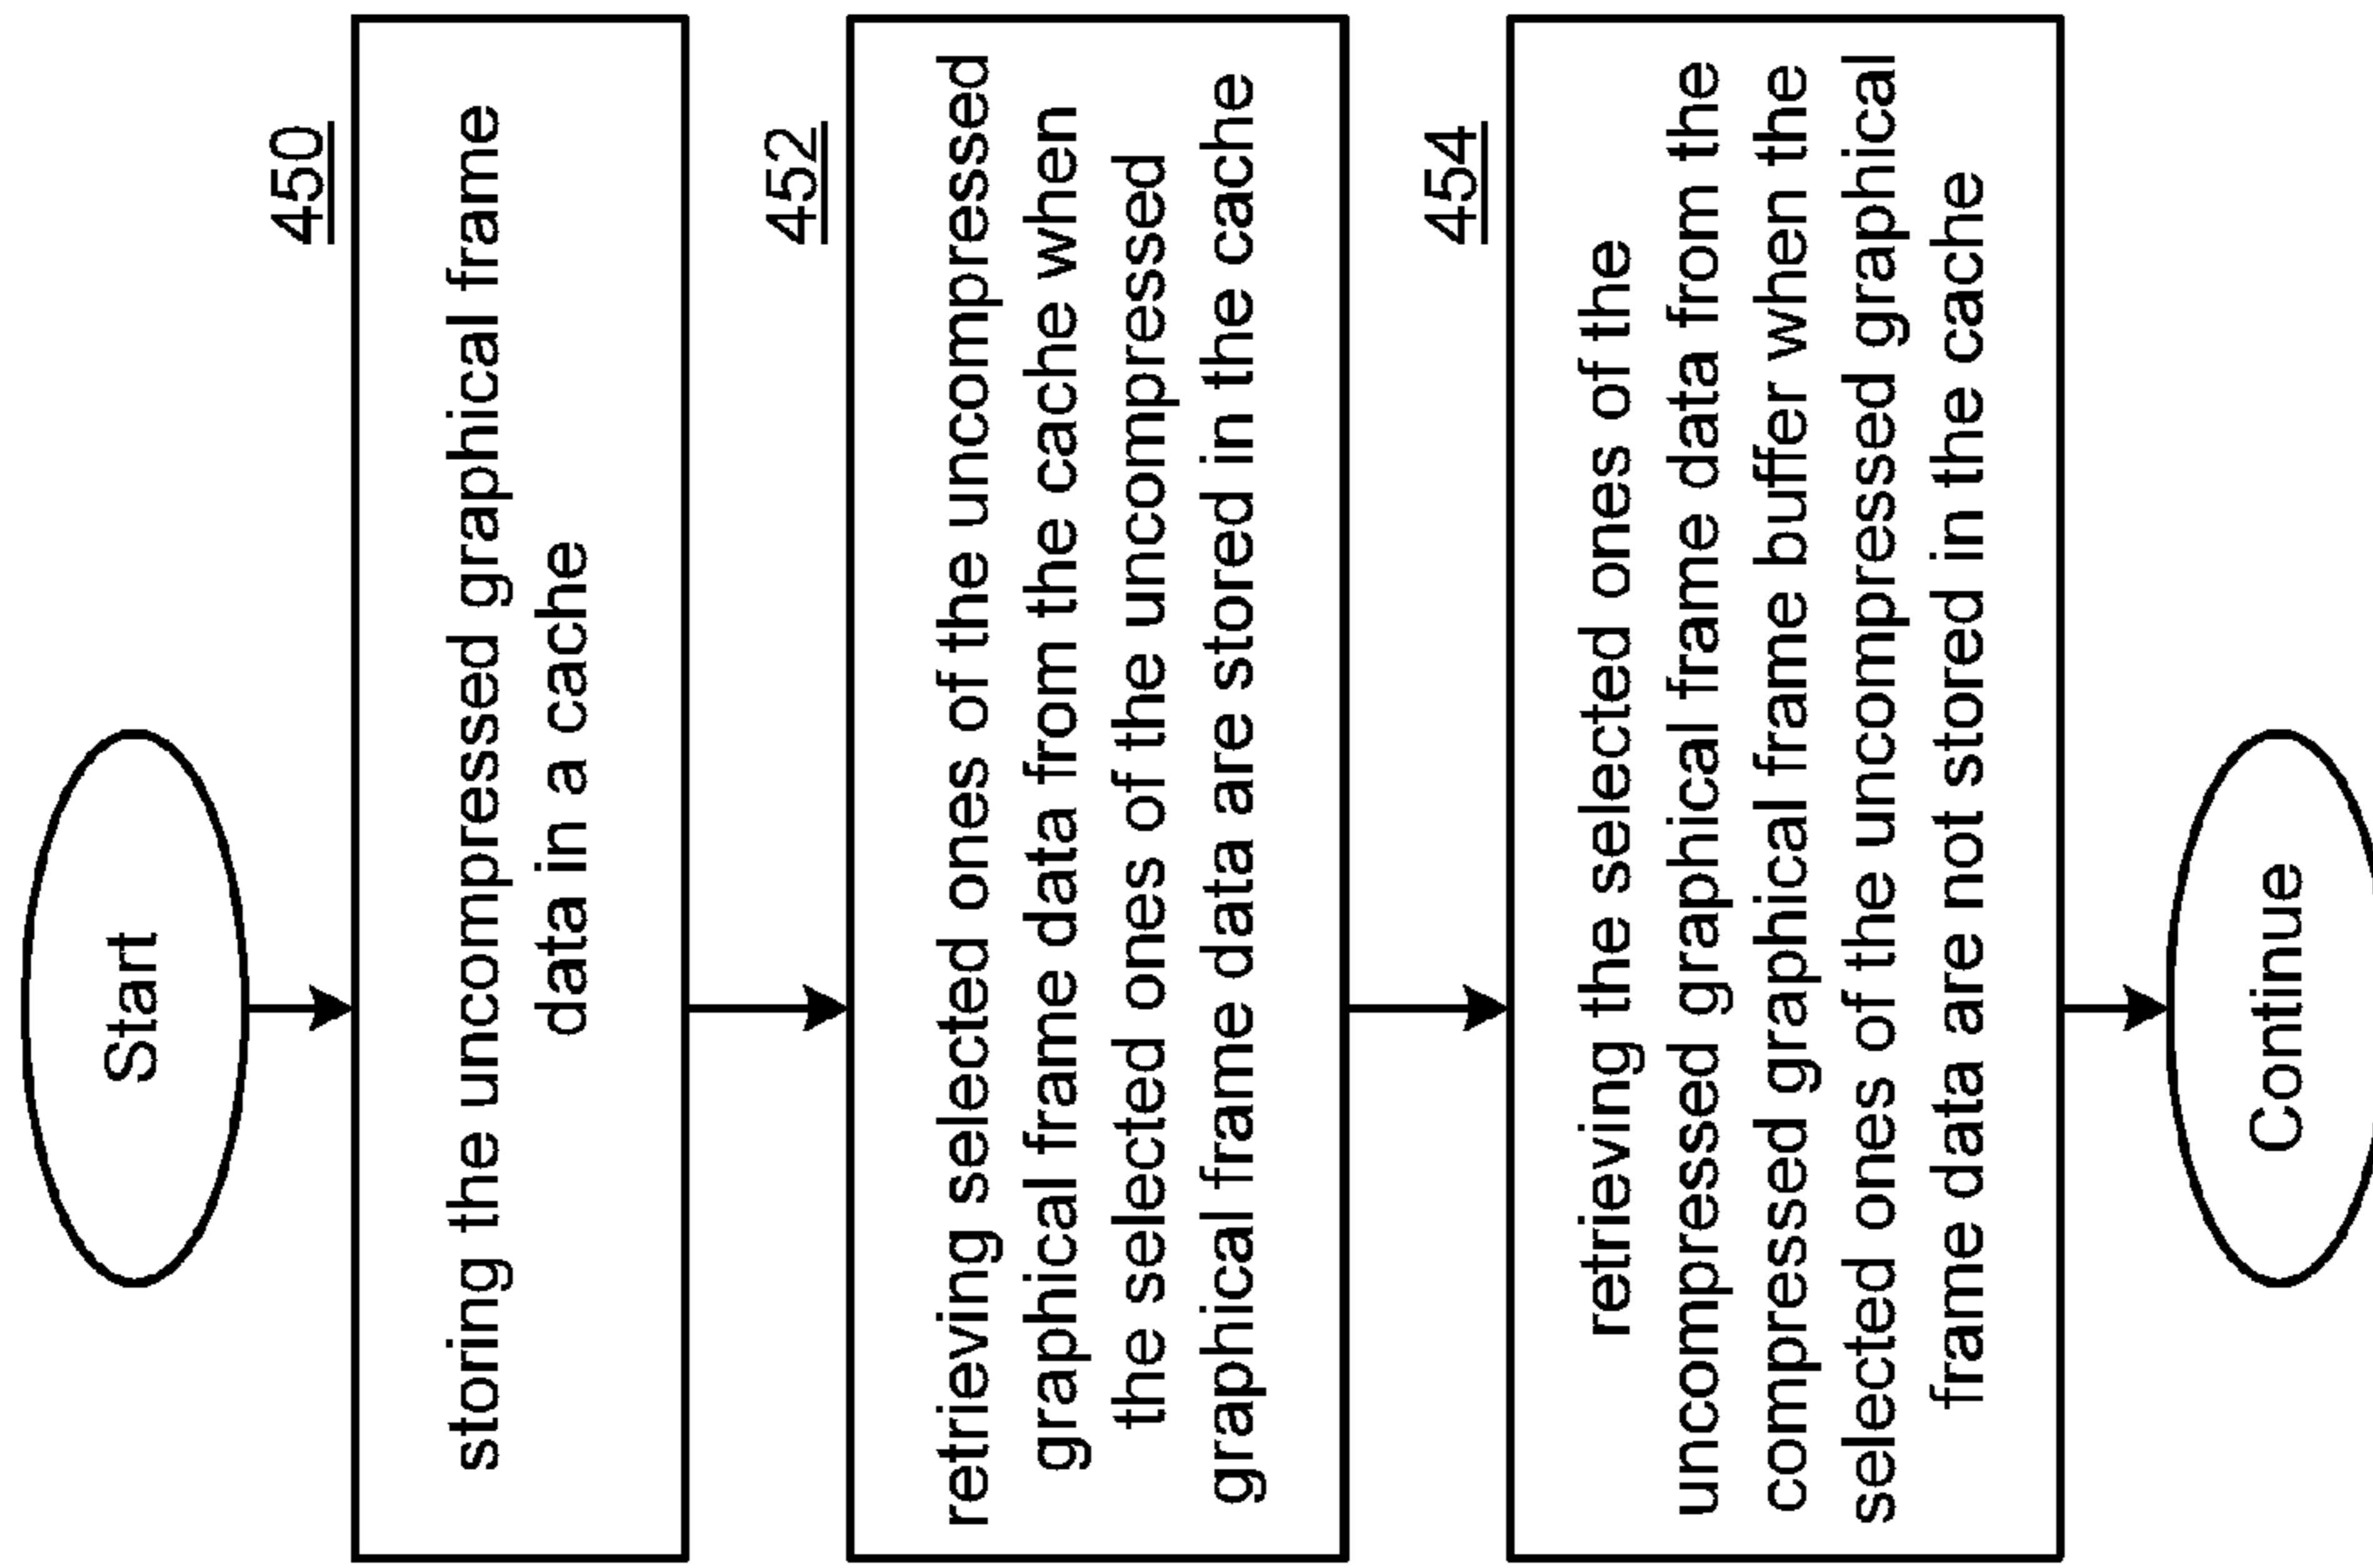 Start
450
storing the uncompressed graphical frame
data in a cache
452
retrieving selected ones of the uncompressed
graphical frame data from the cache when
the selected ones of the uncompressed
graphical frame data are stored in the cache
454
retrieving the selected ones of the
uncompressed graphical frame data from the
compressed graphical frame buffer when the
selected ones of the uncompressed graphical
frame data are not stored in the cache
Continue